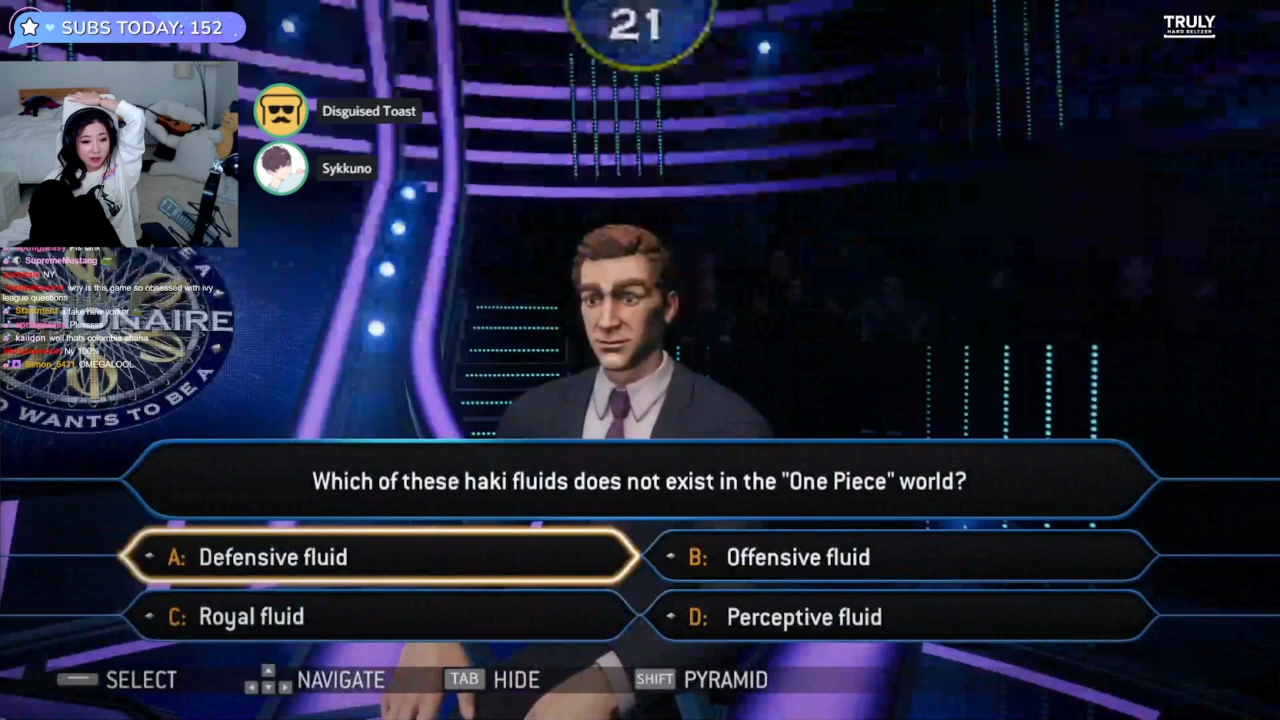 SUBS TODAY: 152
21
TRULY
HARD SELTZER
Disguised Toast
Sykkuno
SupremeMustang
NY
why is this game so obsessed with ivy
league questions
a fake new yorker
Plsssss
kaiidon well thats colombia ahaha
Ny 100%
Simon_5431 OMEGALOOL
WANTS TO BE A
Which of these haki fluids does not exist in the "One Piece" world?
A: Defensive fluid
B: Offensive fluid
C: Royal fluid
D: Perceptive fluid
SELECT
NAVIGATE
TAB HIDE
SHIFT PYRAMID